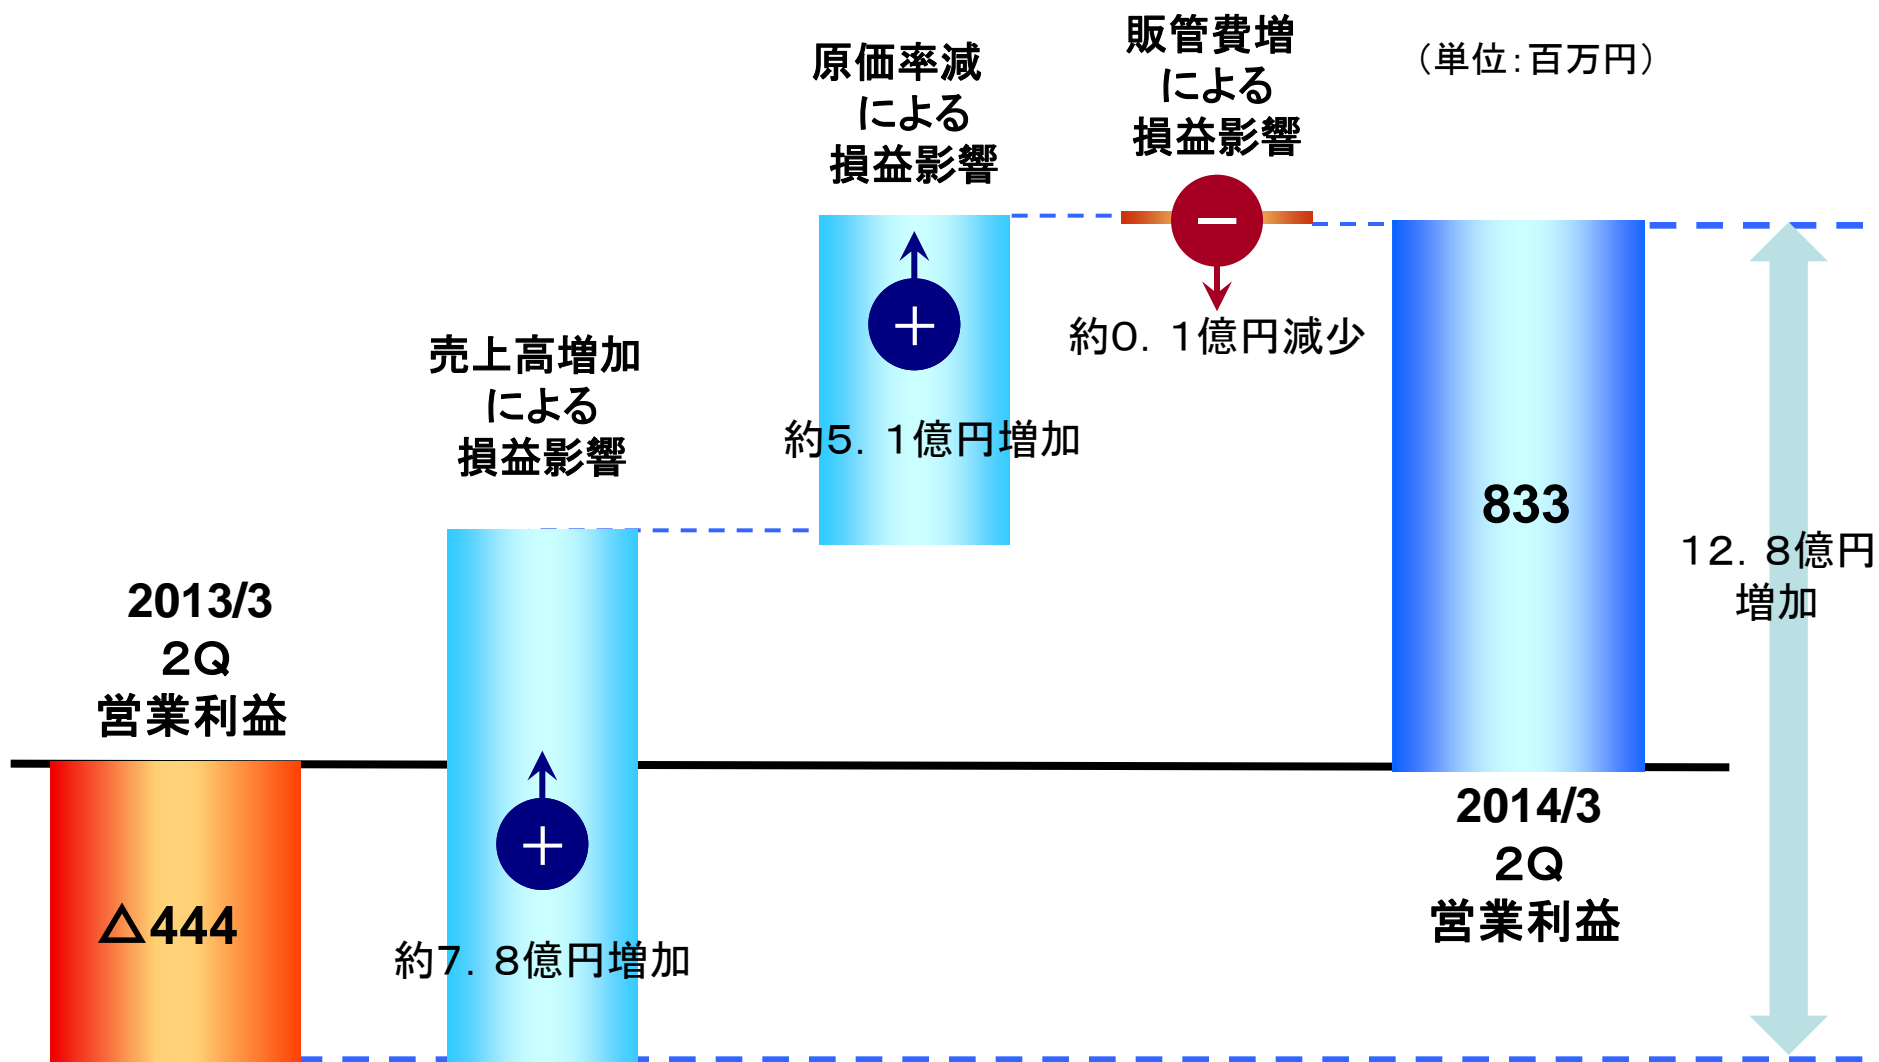 （単位：百万円）
2013/3
2Q
営業利益
△444
売上高増加
による
損益影響
約7．8億円増加
原価率減
による
損益影響
約5．1億円増加
販管費増
による
損益影響
約0．1億円減少
833
2014/3
2Q
営業利益
12．8億円
増加